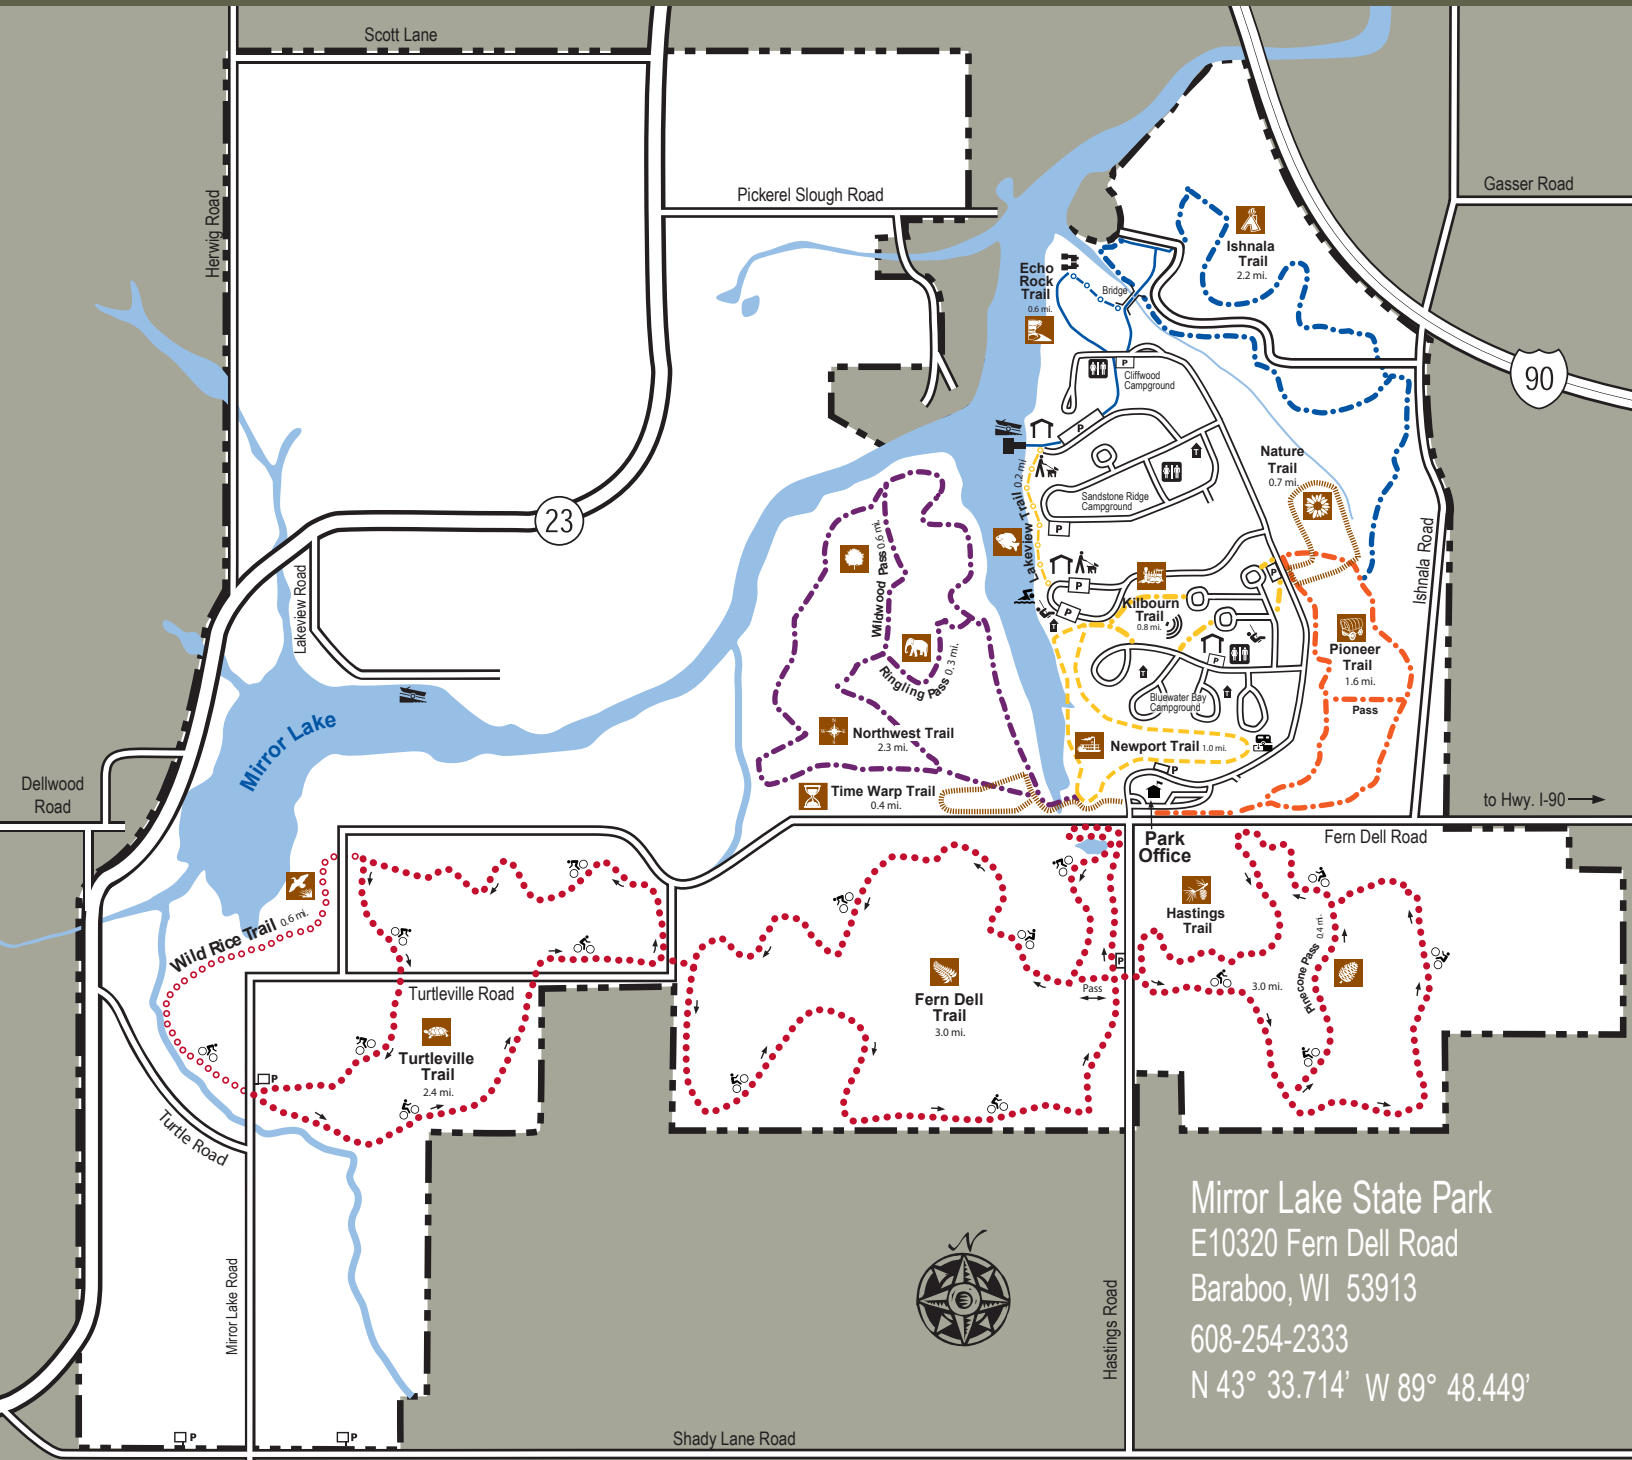 Scott Lane
Herwig Road
Pickerel Slough Road
Gasser Road
Ishnala
Trail
2.2 mi.
Echo
Rock
Trail
0.6 mi.
Bridge
90
P
Cliffwood
Campground
P
Nature
Trail
0.7 mi.
Sandstone Ridge
Campground
P
23
Lakeview Trail 0.2 mi.
Wildwood Pass 0.6 mi.
Ishnala Road
Lakeview Road
P
P
P
Kilbourn
Trail
0.8 mi.
Pioneer
Trail
1.6 mi.
Pass
P
Ringling Pass 0.3 mi.
Bluewater Bay
Campground
Mirror Lake
Northwest Trail
2.3 mi.
Newport Trail 1.0 mi.
P
Dellwood
Road
Time Warp Trail
0.4 mi.
to Hwy. I-90
Park
Office
Fern Dell Road
Wild Rice Trail 0.6 mi.
Hastings
Trail
Pinecone Pass 0.4 mi.
3.0 mi.
P
Pass
Turtleville Road
Fern Dell
Trail
3.0 mi.
Turtleville
Trail
2.4 mi.
P
Turtle Road
Mirror Lake Road
Hastings Road
N
Mirror Lake State Park
E10320 Fern Dell Road
Baraboo, WI 53913
608-254-2333
N 43° 33.714' W 89° 48.449'
P
P
Shady Lane Road